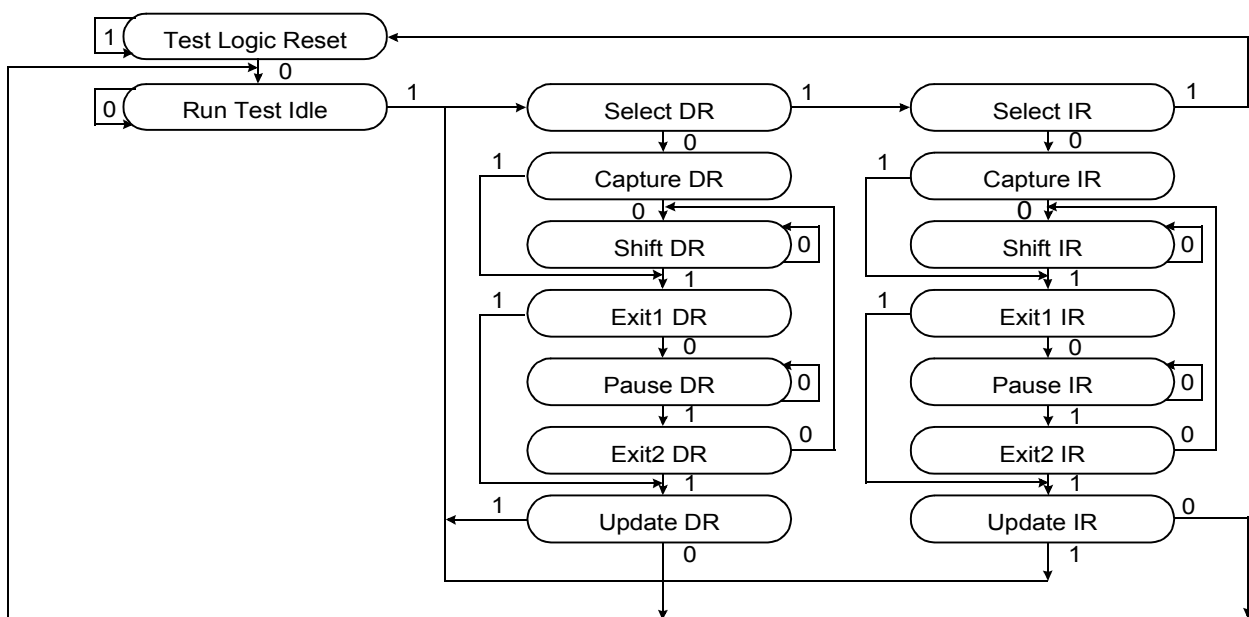 Test Logic Reset
1
0
Run Test Idle
0
1
Select DR
1
Select IR
1
0
0
1
Capture DR
1
Capture IR
0
0
Shift DR
0
Shift IR
0
1
1
1
Exit1 DR
1
Exit1 IR
0
0
Pause DR
0
Pause IR
0
1
1
Exit2 DR
0
Exit2 IR
0
1
1
1
Update DR
Update IR
0
0
1